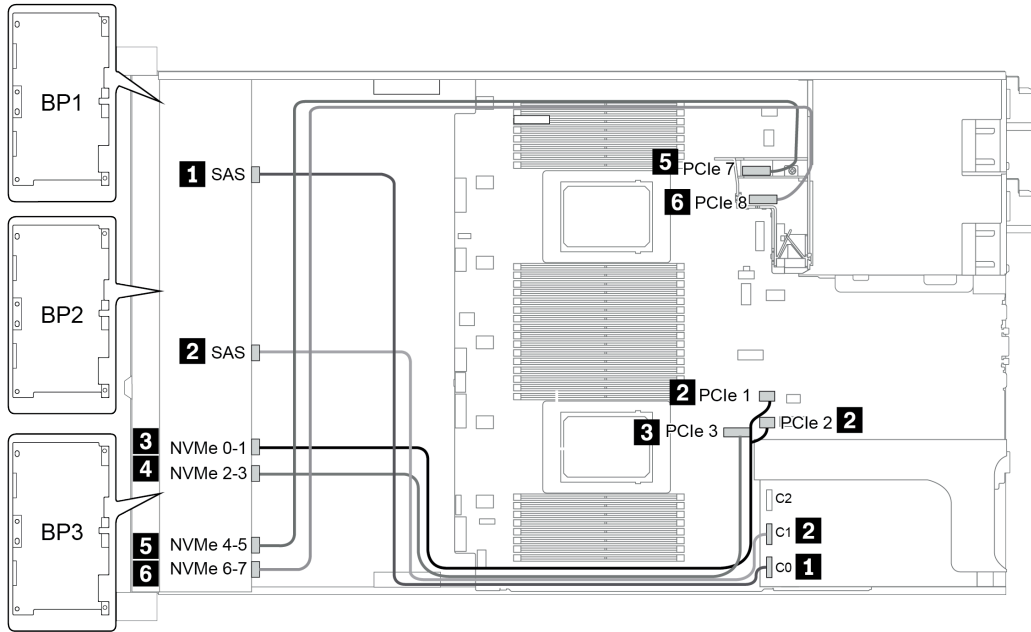 BP1
1 SAS
5 PCIe 7
6 PCIe 8
BP2
2 SAS
2 PCIe 1
PCIe 2 2
3 PCIe 3
3 NVMe 0-1
4 NVMe 2-3
C2
BP3
C1 2
5 NVMe 4-5
6 NVMe 6-7
C0 1